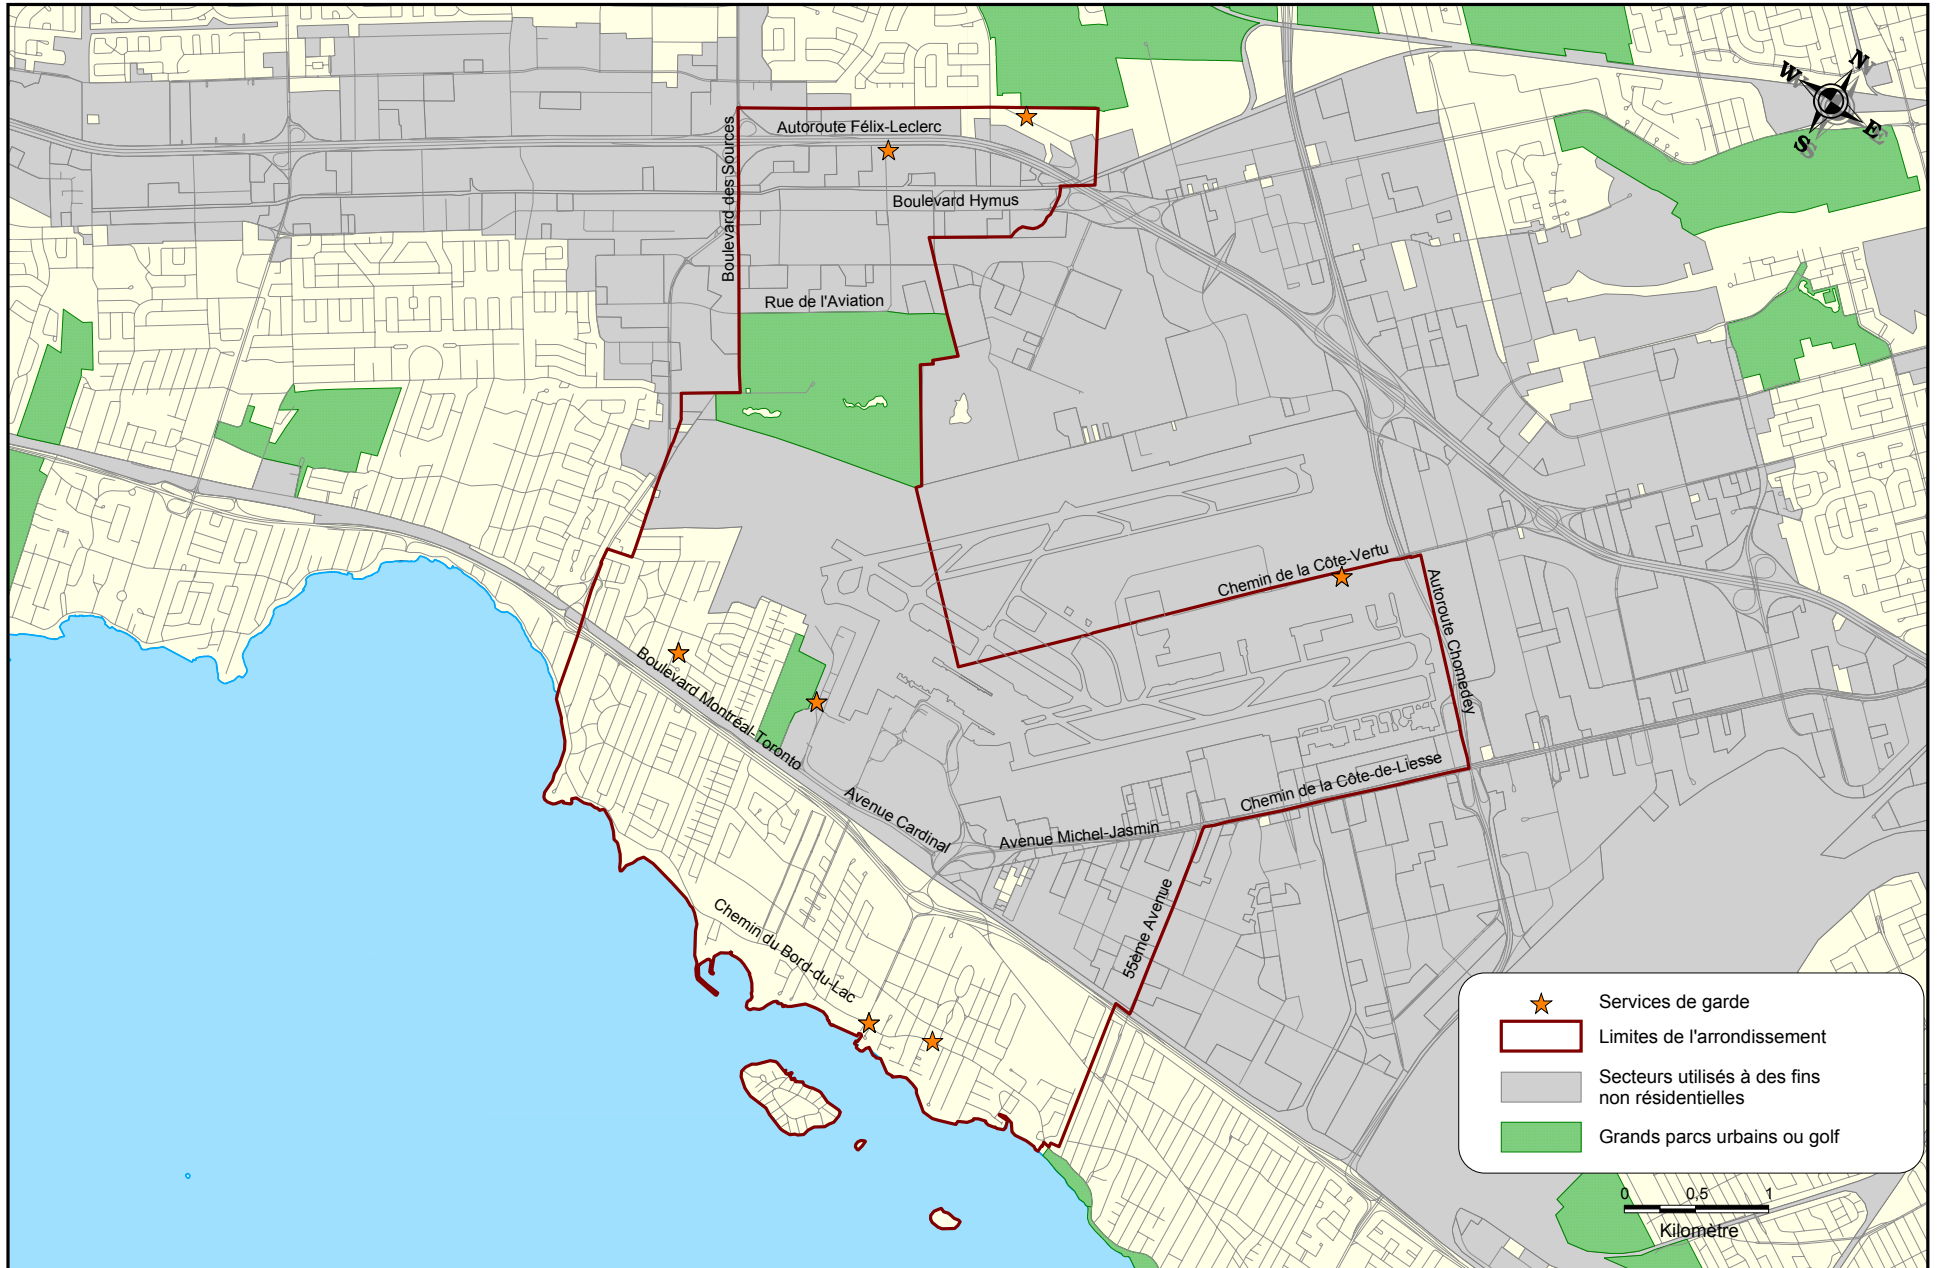 N
W
E
S
Autoroute Félix-Leclerc
Boulevard des Sources
Boulevard Hymus
Rue de l'Aviation
Chemin de la Côte-Vertu
Autoroute Chomedey
Boulevard Montréal-Toronto
Chemin de la Côte-de-Liesse
Avenue Cardinal
Avenue Michel-Jasmin
55ème Avenue
Chemin du Bord-du-Lac
Services de garde
Limites de l'arrondissement
Secteurs utilisés à des fins
non résidentielles
Grands parcs urbains ou golf
0 0,5 1
Kilomètre